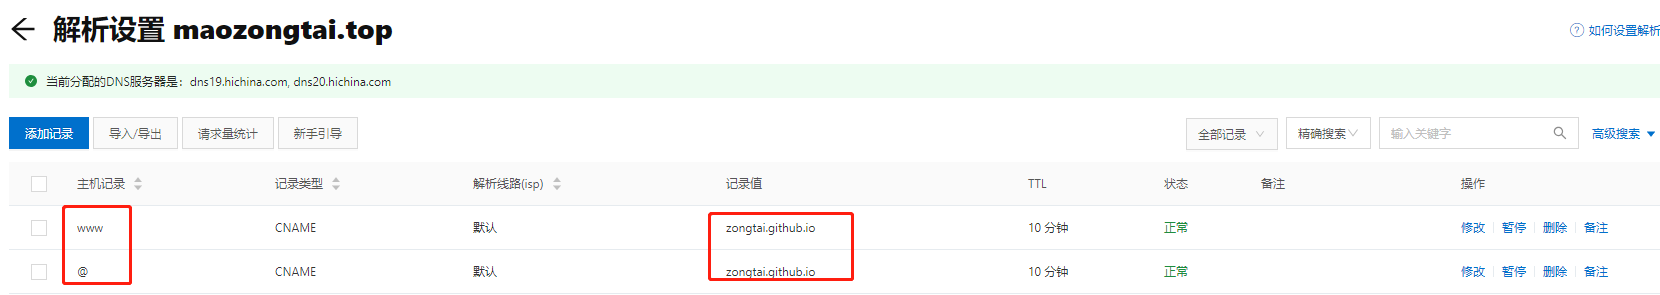 解析设置 maozongtai.top
如何设置解析
当前分配的DNS服务器是：dns19.hichina.com, dns20.hichina.com
添加记录 导入/导出 请求量统计 新手引导 全部记录 精确搜索 输入关键字 高级搜索
主机记录 记录类型 解析线路(isp) 记录值 TTL 状态 备注 操作
www CNAME 默认 zongtai.github.io 10 分钟 正常 修改 暂停 删除 备注
@ CNAME 默认 zongtai.github.io 10 分钟 正常 修改 暂停 删除 备注